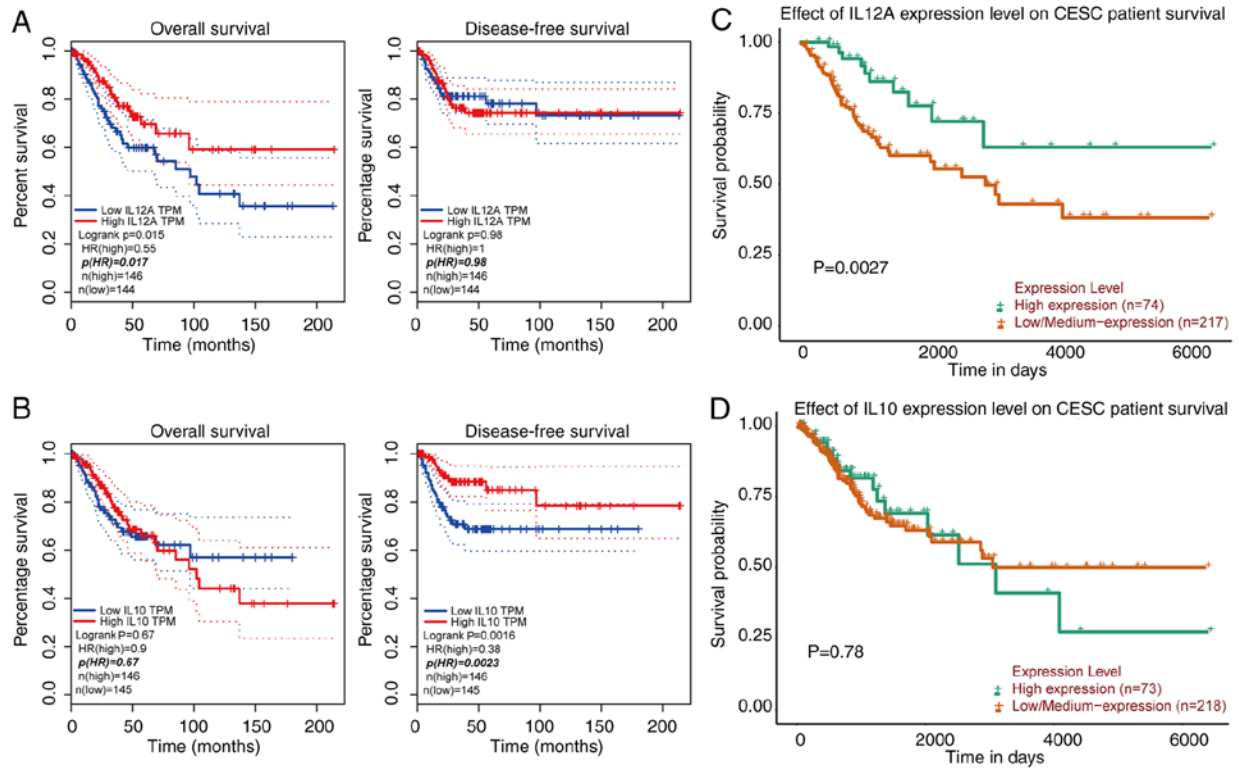 A
Overall survival
Percent survival
1.0
0.8
0.6
0.4
0.2
0.0
Low IL12A TPM
High IL12A TPM
Logrank p=0.015
HR(high)=0.55
p(HR)=0.017
n(high)=146
n(low)=144
0 50 100 150 200
Time (months)
Disease-free survival
Percentage survival
1.0
0.8
0.6
0.4
0.2
0.0
Low IL12A TPM
High IL12A TPM
Logrank p=0.98
HR(high)=1
p(HR)=0.98
n(high)=146
n(low)=144
0 50 100 150 200
Time (months)
C
Effect of IL12A expression level on CESC patient survival
Survival probability
1.00
0.75
0.50
0.25
0.00
P=0.0027
Expression Level
High expression (n=74)
Low/Medium-expression (n=217)
0 2000 4000 6000
Time in days
B
Overall survival
Percentage survival
1.0
0.8
0.6
0.4
0.2
0.0
Low IL10 TPM
High IL10 TPM
Logrank P=0.67
HR(high)=0.9
p(HR)=0.67
n(high)=146
n(low)=145
0 50 100 150 200
Time (months)
Disease-free survival
Percentage survival
1.0
0.8
0.6
0.4
0.2
0.0
Low IL10 TPM
High IL10 TPM
Logrank P=0.0016
HR(high)=0.38
p(HR)=0.0023
n(high)=146
n(low)=145
0 50 100 150 200
Time (months)
D
Effect of IL10 expression level on CESC patient survival
Survival probability
1.00
0.75
0.50
0.25
0.00
P=0.78
Expression Level
High expression (n=73)
Low/Medium-expression (n=218)
0 2000 4000 6000
Time in days